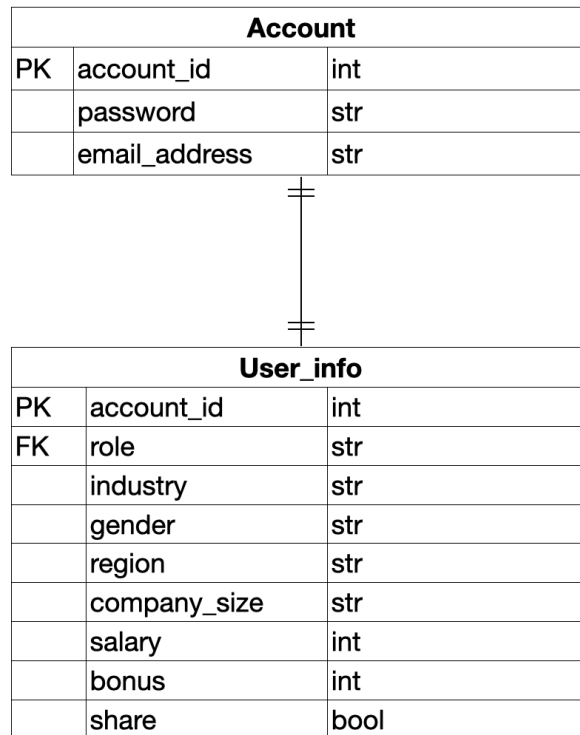 Account
PK account_id int
password str
email_address str
User_info
PK account_id int
FK role str
industry str
gender str
region str
company_size str
salary int
bonus int
share bool